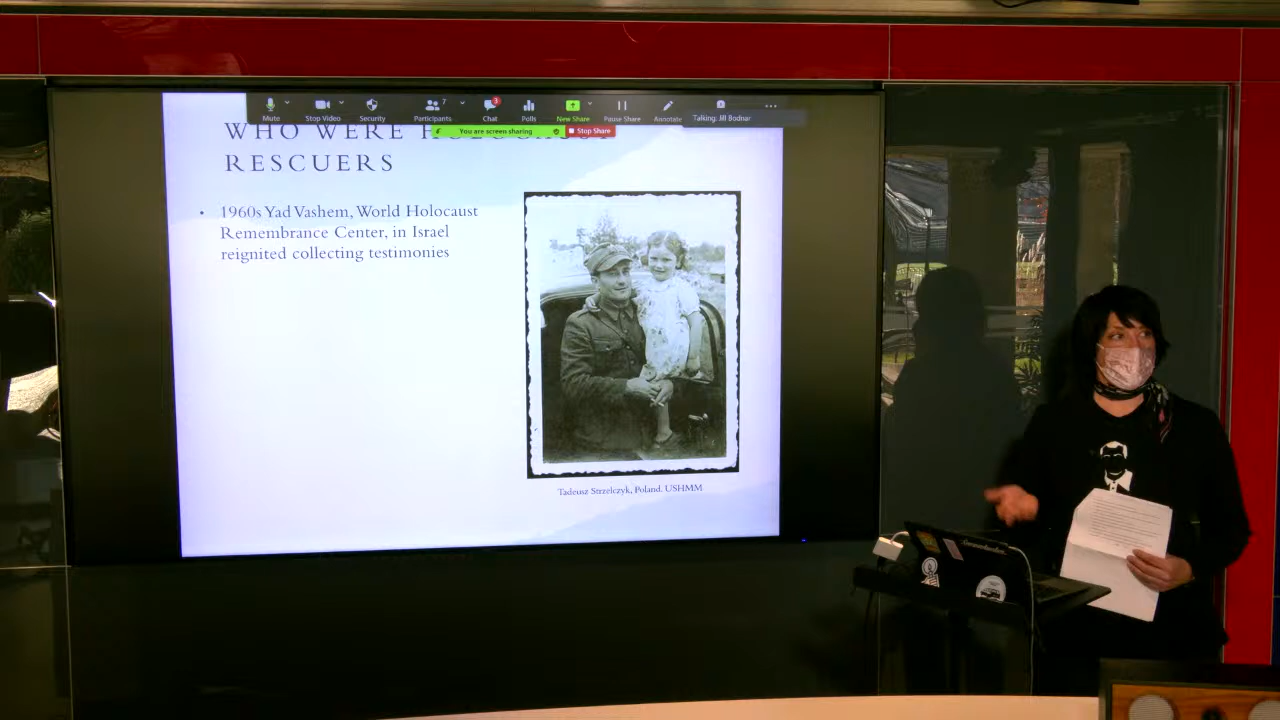 7
3
Mute
Stop Video
Security
Participants
Chat
Polls
New Share
Pause Share
Annotate
Talking: Jill Bodnar
You are screen sharing
Stop Share
WHO WERE
RESCUERS
• 1960s Yad Vashem, World Holocaust
Remembrance Center, in Israel
reignited collecting testimonies
Tadeusz Strzelczyk, Poland. USHMM